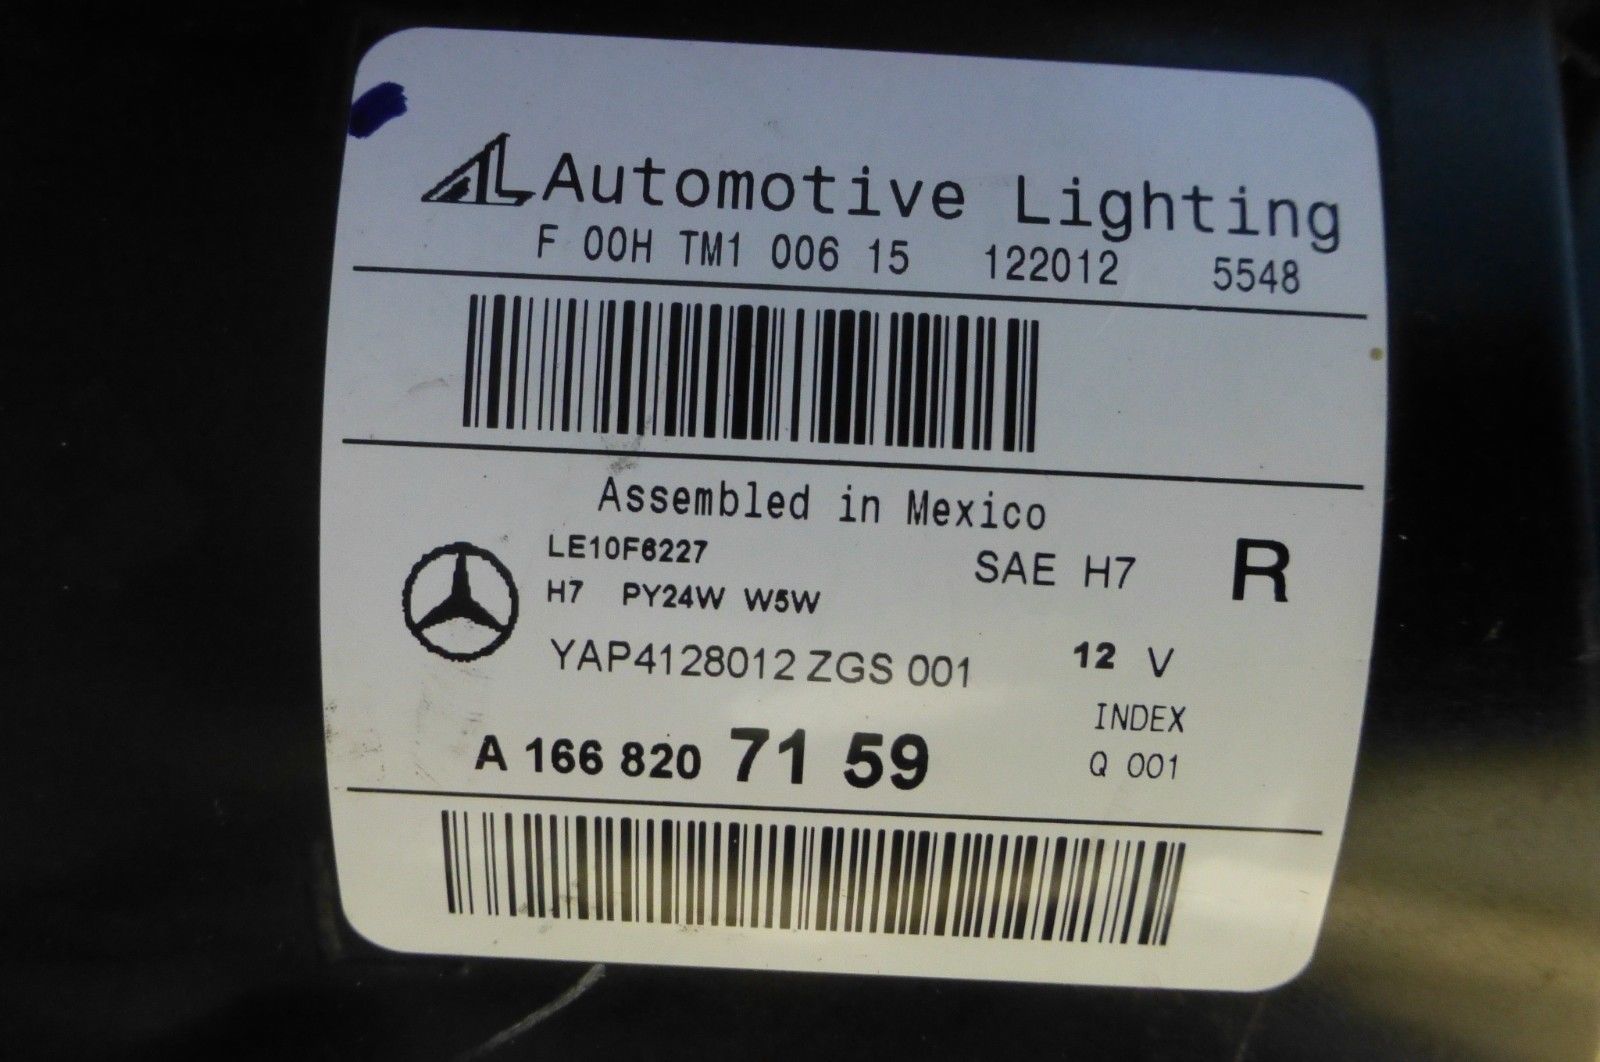 AL Automotive Lighting
F 00H TM1 006 15 122012 5548
Assembled in Mexico
LE10F6227 SAE H7 R
H7 PY24W W5W
YAP4128012 ZGS 001 12 V
INDEX
A 166 820 71 59 Q 001